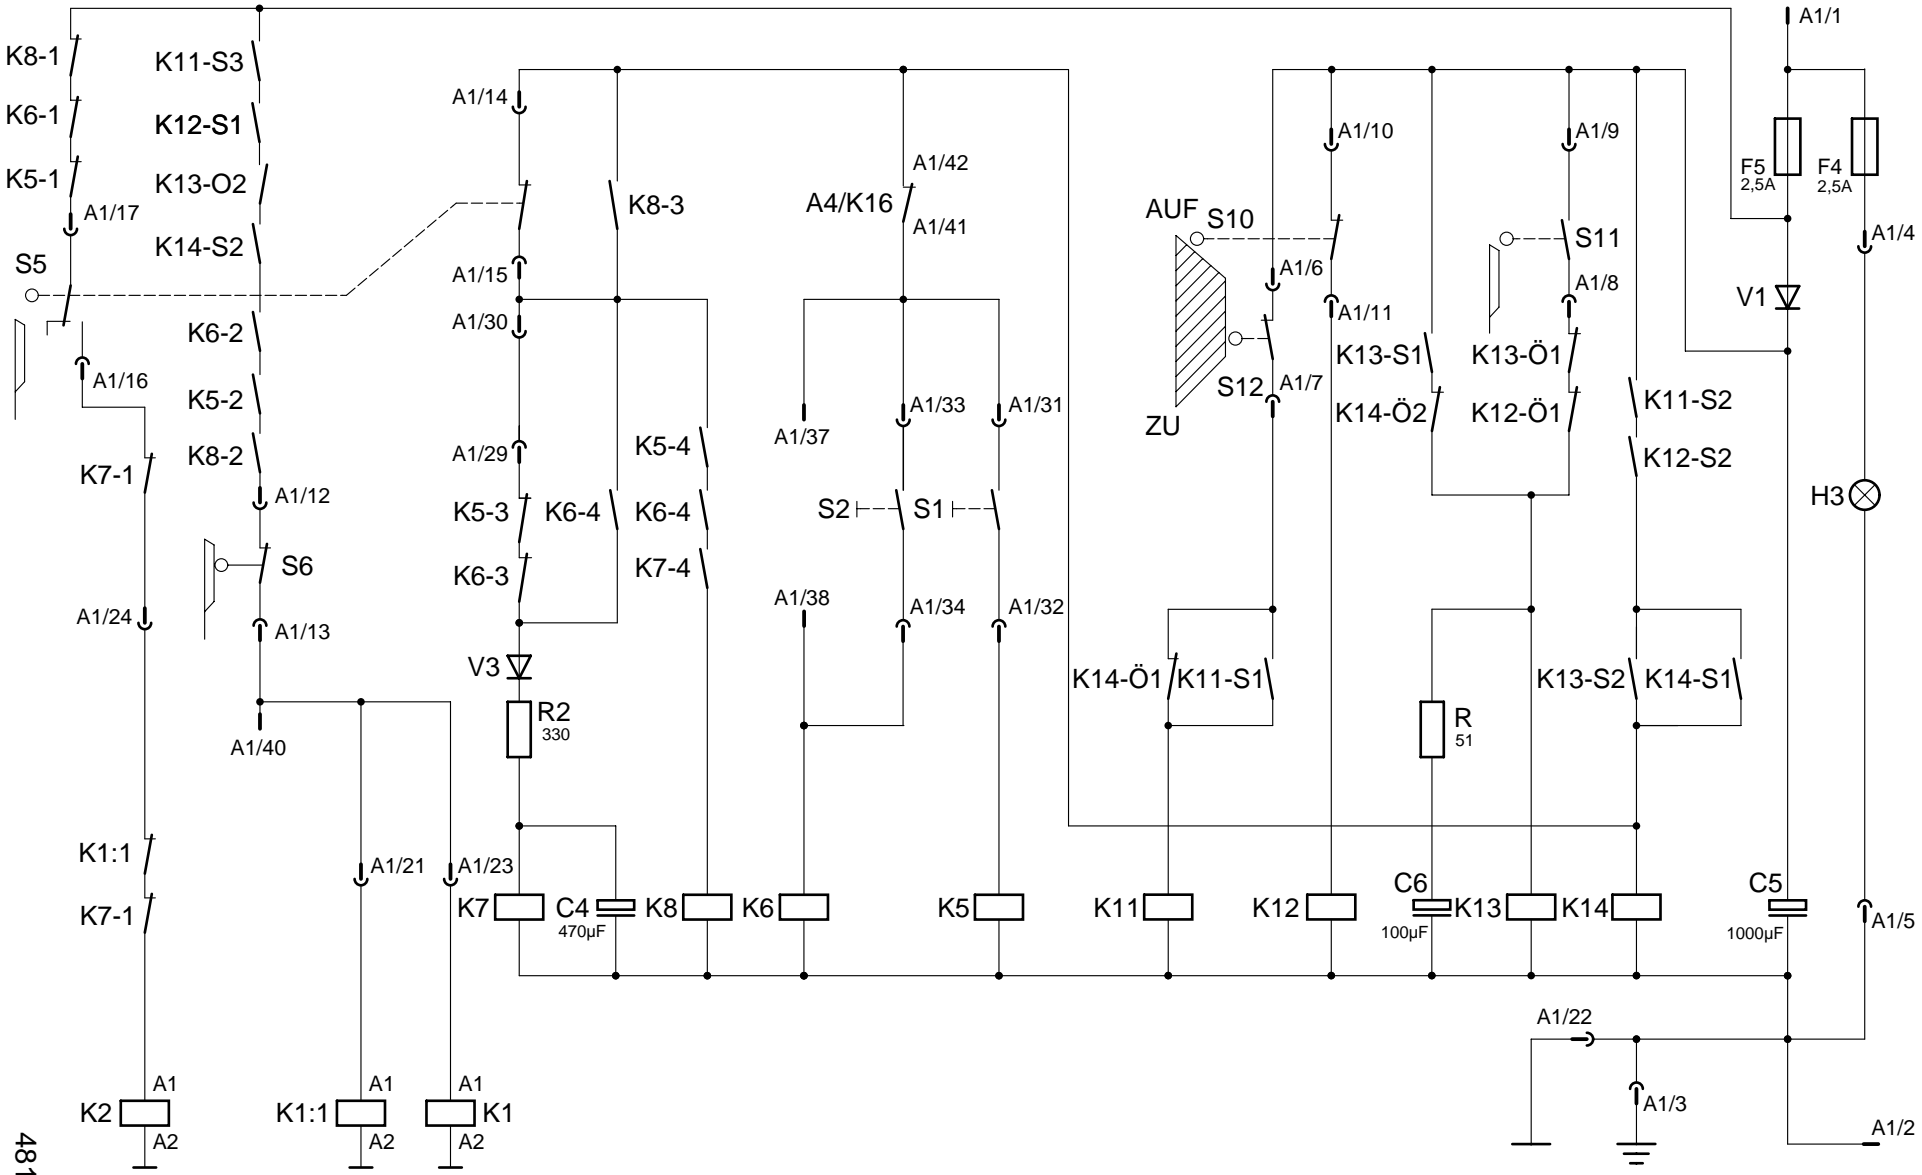 A1/1
K8-1
K11-S3
A1/14
K6-1
K12-S1
A1/10
A1/9
F5
2,5A
F4
2,5A
K5-1
K13-O2
A1/42
A1/17
K8-3
A4/K16
AUF
S10
A1/41
S11
A1/4
K14-S2
S5
A1/15
A1/6
A1/8
V1
A1/30
A1/11
K6-2
K13-S1
K13-Ö1
A1/16
S12
A1/7
K5-2
A1/33
A1/31
K14-Ö2
K12-Ö1
K11-S2
ZU
A1/37
K8-2
A1/29
K5-4
K12-S2
K7-1
A1/12
H3
K5-3
K6-4
K6-4
S2
S1
S6
K6-3
K7-4
A1/24
A1/13
A1/38
A1/34
A1/32
V3
K14-Ö1
K11-S1
K13-S2
K14-S1
R2
330
R
51
A1/40
K1:1
A1/21
A1/23
K7-1
K7
C4
470µF
K8
K6
K5
K11
K12
C6
100µF
K13
K14
C5
1000µF
A1/5
A1/22
A1
A1
A1
K2
K1:1
K1
A1/3
A2
A2
A2
A1/2
481